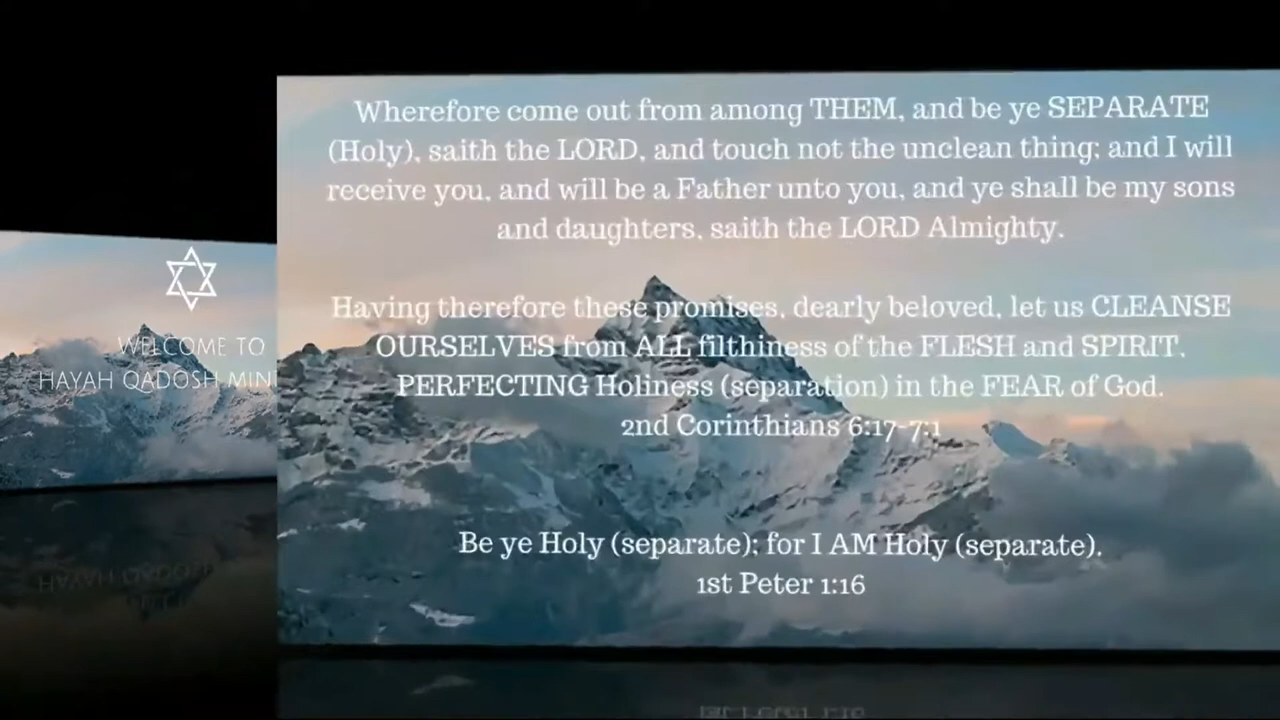 WELCOME TO
HAYAH QADOSH MIN
Wherefore come out from among THEM, and be ye SEPARATE
(Holy), saith the LORD, and touch not the unclean thing; and I will
receive you, and will be a Father unto you, and ye shall be my sons
and daughters, saith the LORD Almighty.
Having therefore these promises, dearly beloved, let us CLEANSE
OURSELVES from ALL filthiness of the FLESH and SPIRIT,
PERFECTING Holiness (separation) in the FEAR of God.
2nd Corinthians 6:17-7:1
Be ye Holy (separate); for I AM Holy (separate).
1st Peter 1:16